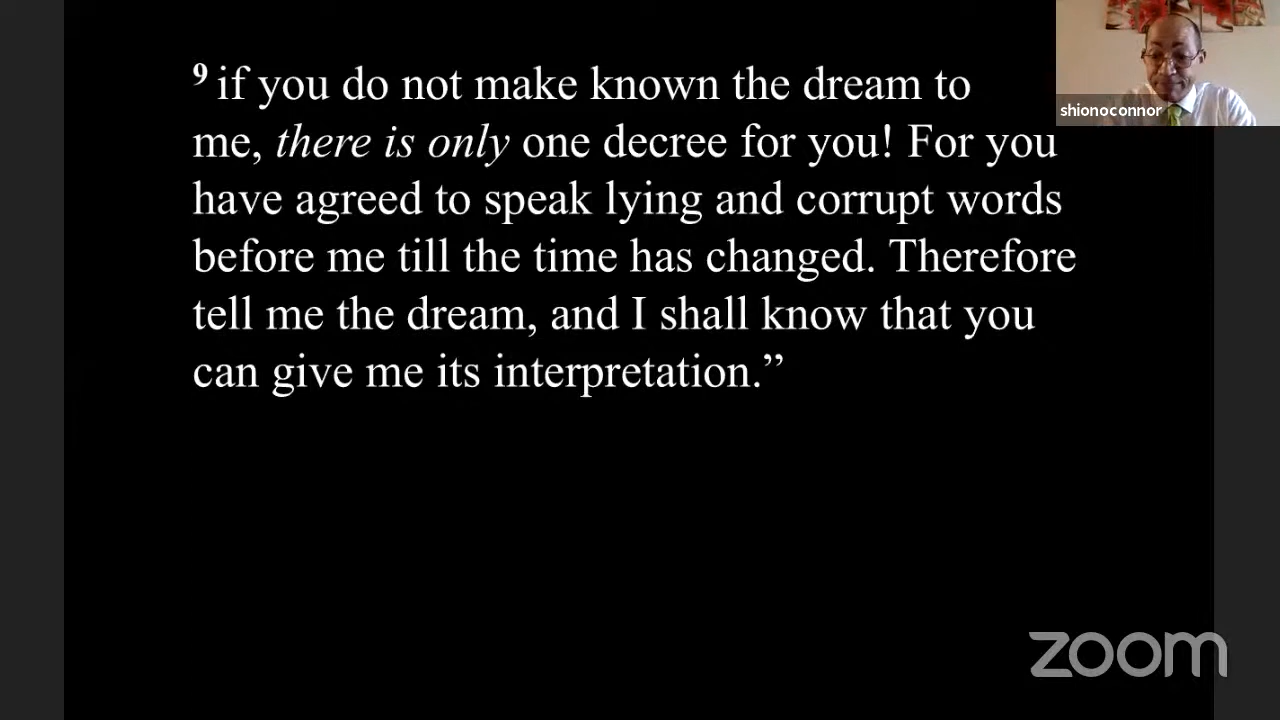 9 if you do not make known the dream to
me, there is only one decree for you! For you
have agreed to speak lying and corrupt words
before me till the time has changed. Therefore
tell me the dream, and I shall know that you
can give me its interpretation.”
shionoconnor
zoom